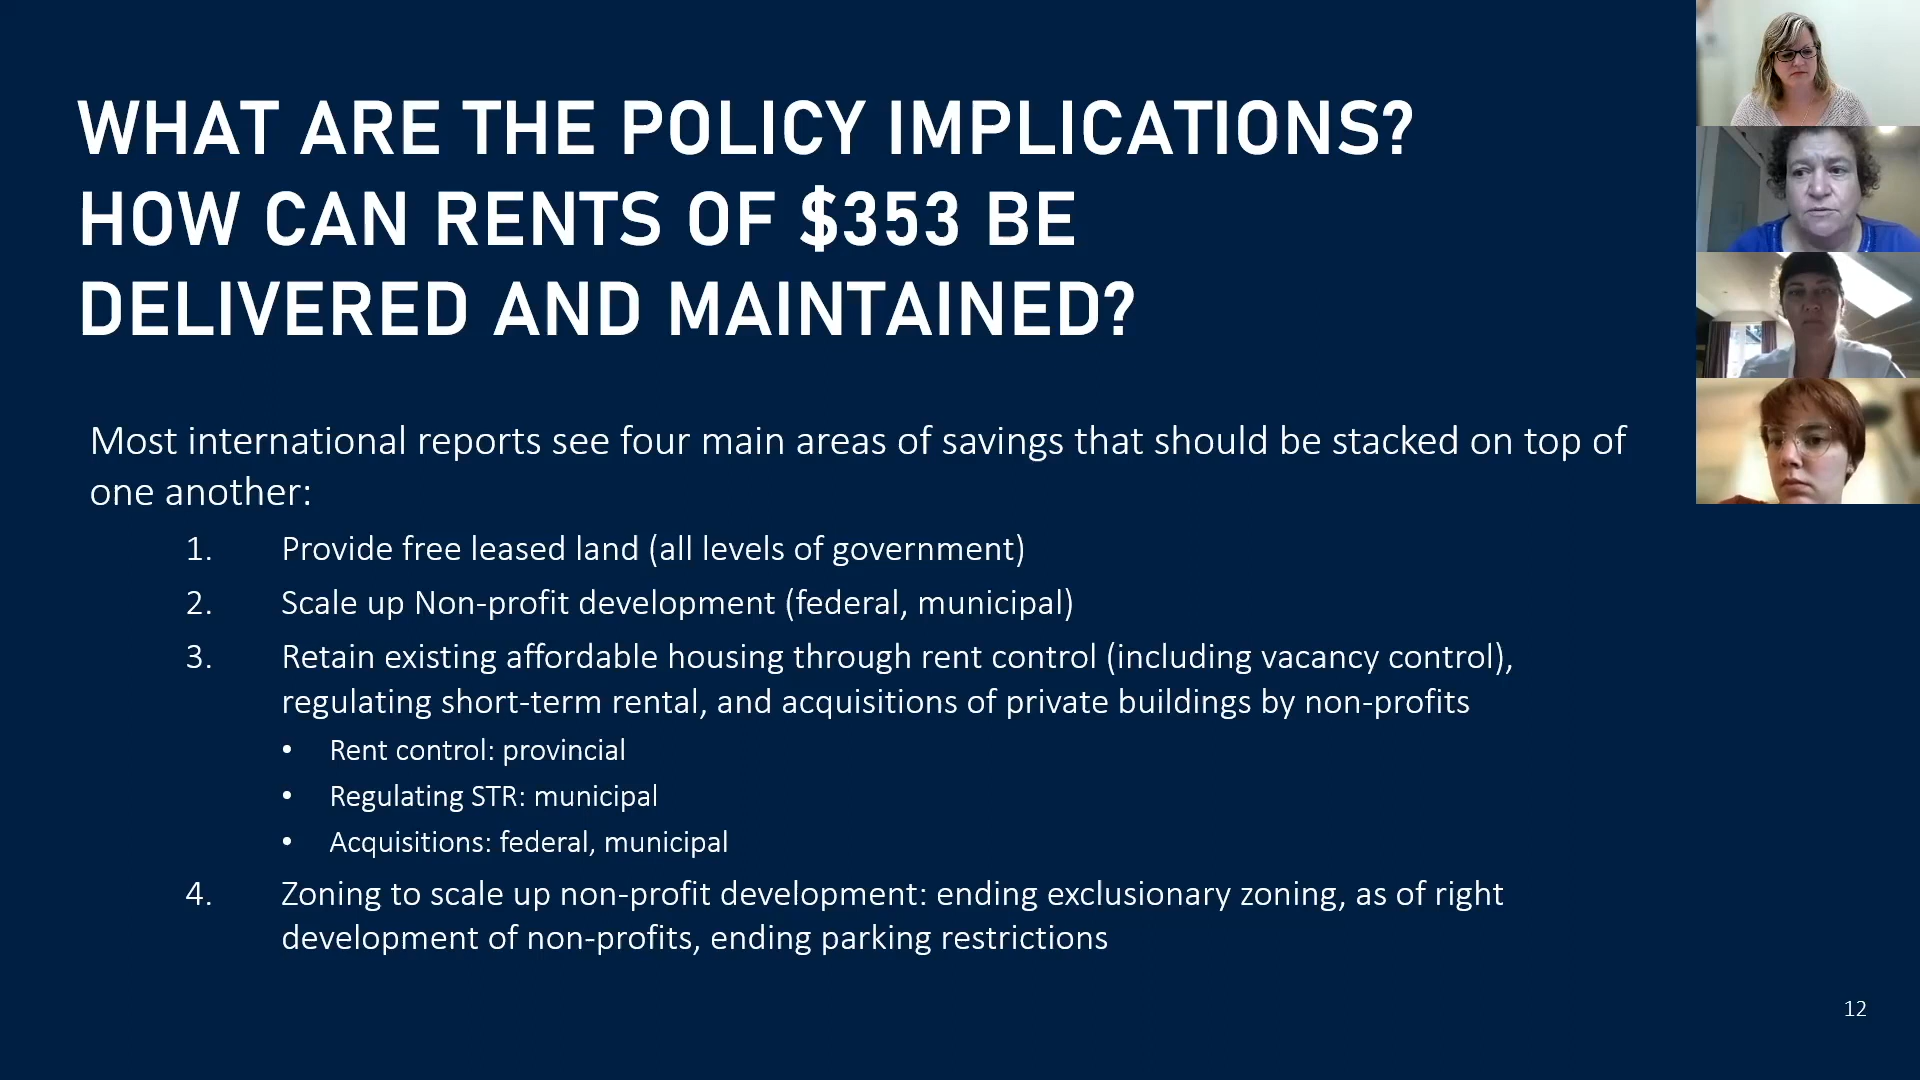 WHAT ARE THE POLICY IMPLICATIONS?
HOW CAN RENTS OF $353 BE
DELIVERED AND MAINTAINED?
Most international reports see four main areas of savings that should be stacked on top of
one another:
1. Provide free leased land (all levels of government)
2. Scale up Non-profit development (federal, municipal)
3. Retain existing affordable housing through rent control (including vacancy control),
regulating short-term rental, and acquisitions of private buildings by non-profits
• Rent control: provincial
• Regulating STR: municipal
• Acquisitions: federal, municipal
4. Zoning to scale up non-profit development: ending exclusionary zoning, as of right
development of non-profits, ending parking restrictions
12